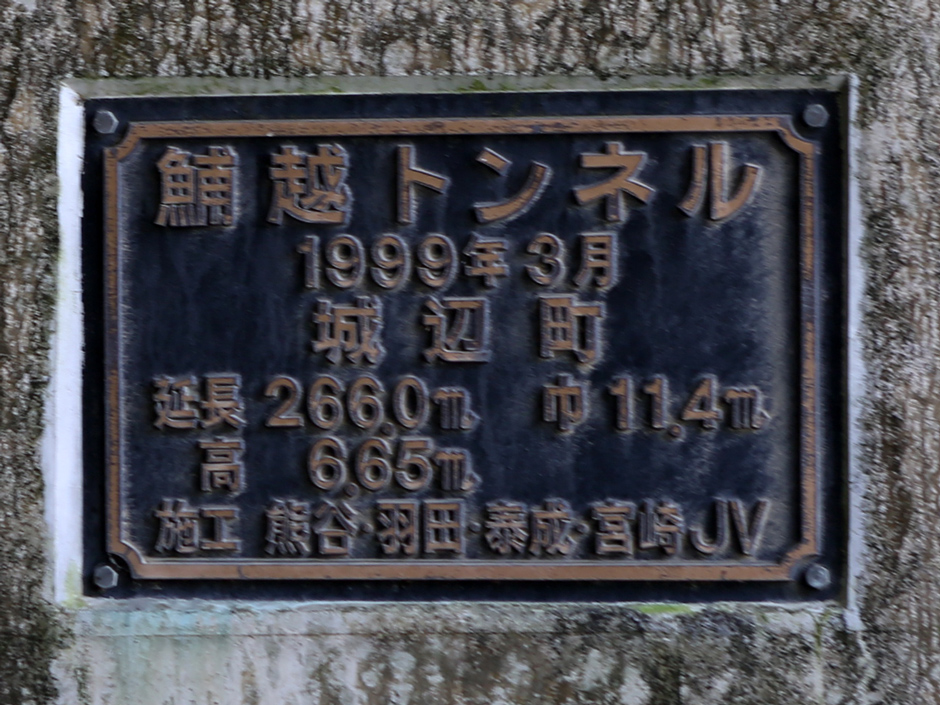 鯆越トンネル
1999年3月
城辺町
延長 266.0m 巾 11.4m
高 6.65m
施工 熊谷・羽田・泰成・宮崎JV